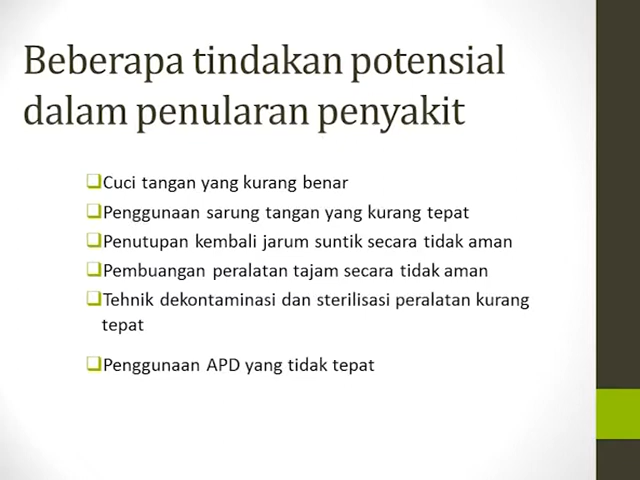 Beberapa tindakan potensial
dalam penularan penyakit
Cuci tangan yang kurang benar
Penggunaan sarung tangan yang kurang tepat
Penutupan kembali jarum suntik secara tidak aman
Pembuangan peralatan tajam secara tidak aman
Tehnik dekontaminasi dan sterilisasi peralatan kurang
tepat
Penggunaan APD yang tidak tepat